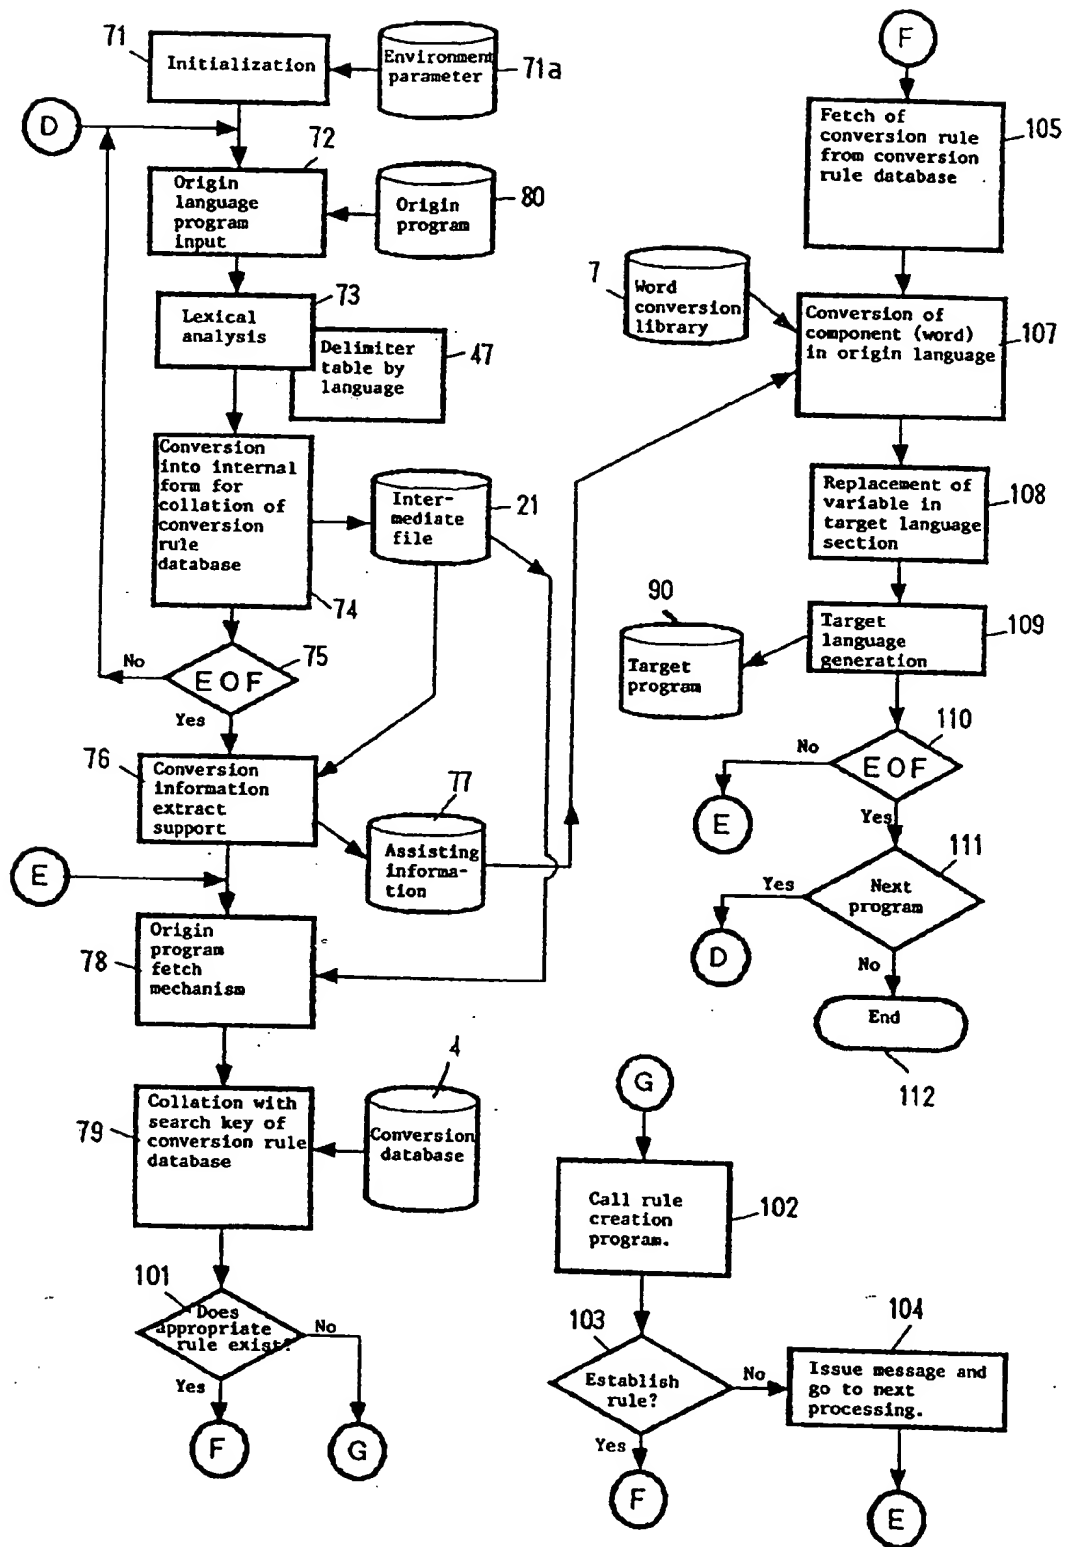 71
Initialization
Environment
parameter
71a
D
72
Origin
language
program
input
Origin
program
80
73
Lexical
analysis
Delimiter
table by
language
47
Conversion
into internal
form for
collation of
conversion
rule
database
74
Inter-
mediate
file
21
75
EOF
No
Yes
76
Conversion
information
extract
support
77
Assisting
informa-
tion
E
78
Origin
program
fetch
mechanism
79
Collation with
search key of
conversion rule
database
4
Conversion
database
101
Does
appropriate
rule exist?
No
Yes
F
G
F
Fetch of
conversion rule
from conversion
rule database
105
7
Word
conversion
library
Conversion of
component (word)
in origin language
107
Replacement of
variable in
target language
section
108
90
Target
program
Target
language
generation
109
110
EOF
No
E
Yes
111
Next
program
Yes
D
No
End
112
G
Call rule
creation
program.
102
103
Establish
rule?
No
Yes
F
104
Issue message and
go to next
processing.
E